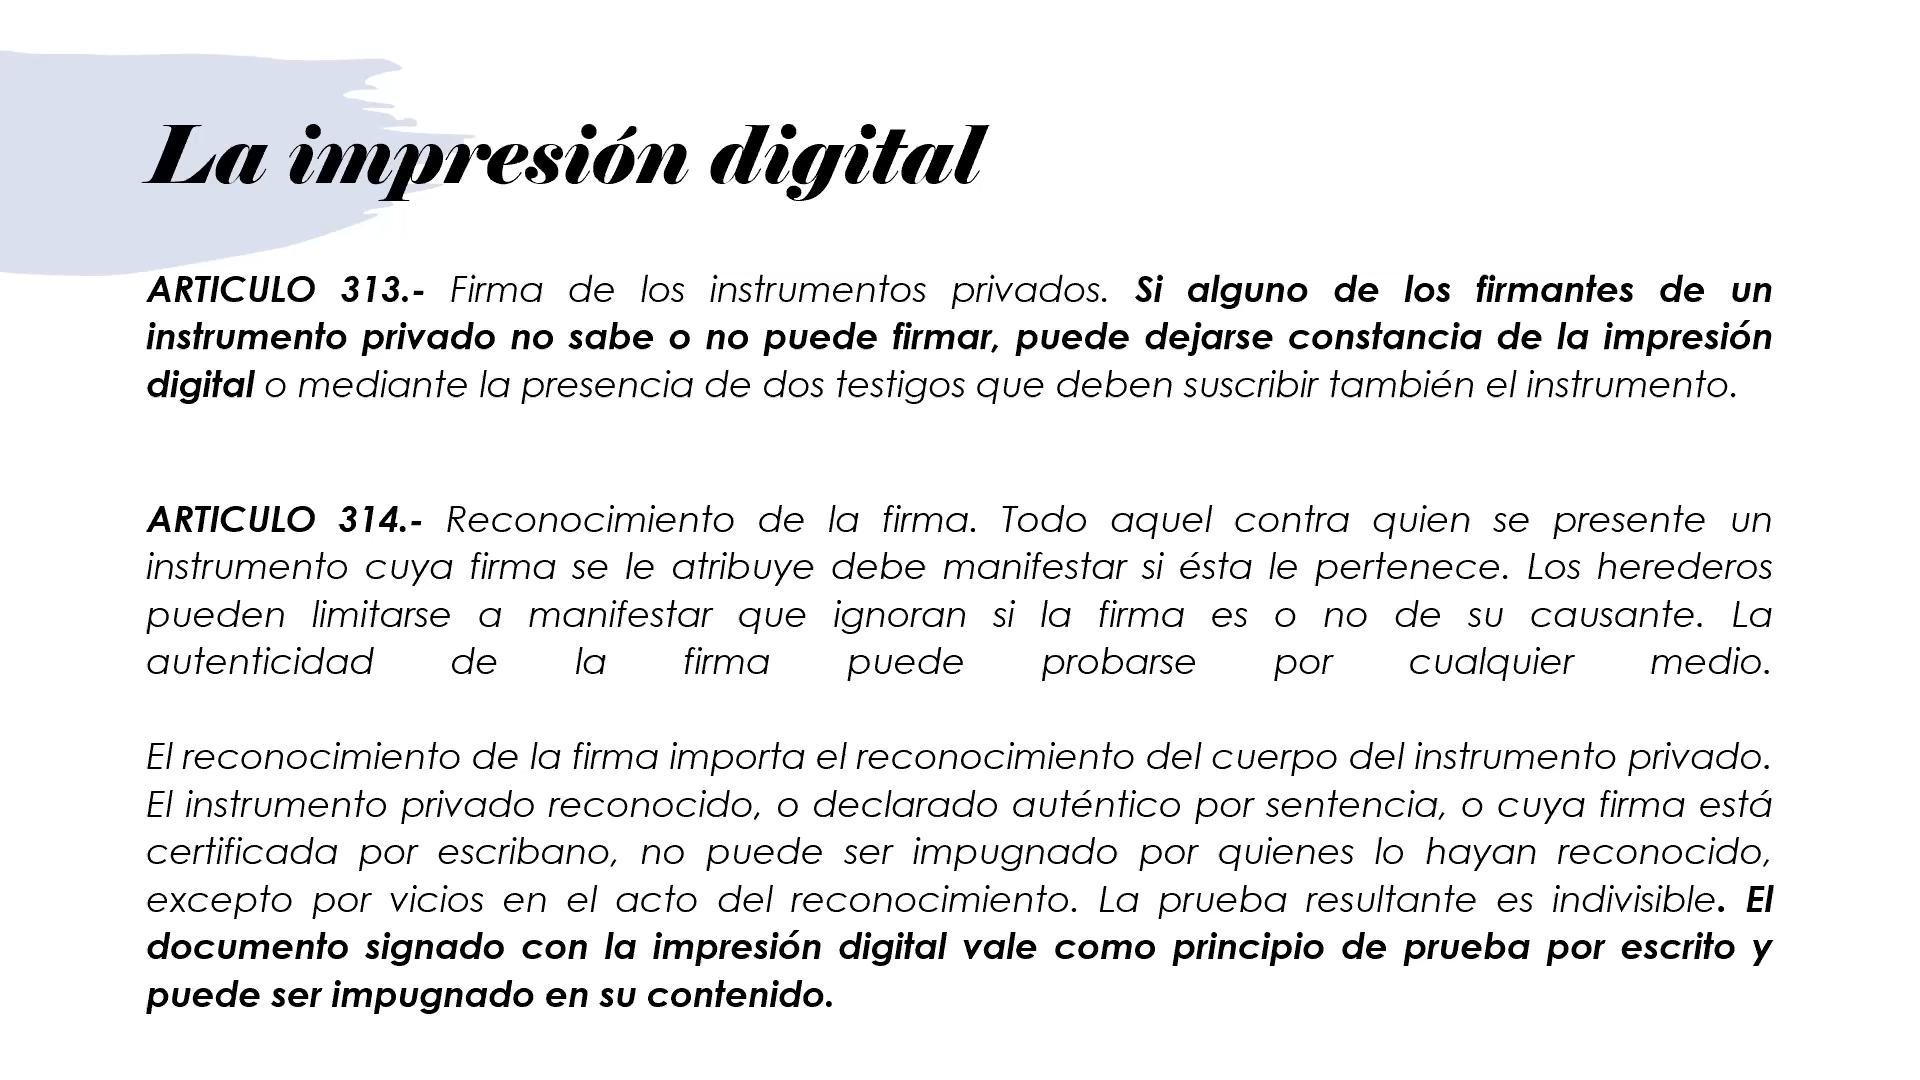 La impresión digital
ARTICULO 313.- Firma de los instrumentos privados. Si alguno de los firmantes de un
instrumento privado no sabe o no puede firmar, puede dejarse constancia de la impresión
digital o mediante la presencia de dos testigos que deben suscribir también el instrumento.
ARTICULO 314.- Reconocimiento de la firma. Todo aquel contra quien se presente un
instrumento cuya firma se le atribuye debe manifestar si ésta le pertenece. Los herederos
pueden limitarse a manifestar que ignoran si la firma es o no de su causante. La
autenticidad de la firma puede probarse por cualquier medio.
El reconocimiento de la firma importa el reconocimiento del cuerpo del instrumento privado.
El instrumento privado reconocido, o declarado auténtico por sentencia, o cuya firma está
certificada por escribano, no puede ser impugnado por quienes lo hayan reconocido,
excepto por vicios en el acto del reconocimiento. La prueba resultante es indivisible. El
documento signado con la impresión digital vale como principio de prueba por escrito y
puede ser impugnado en su contenido.